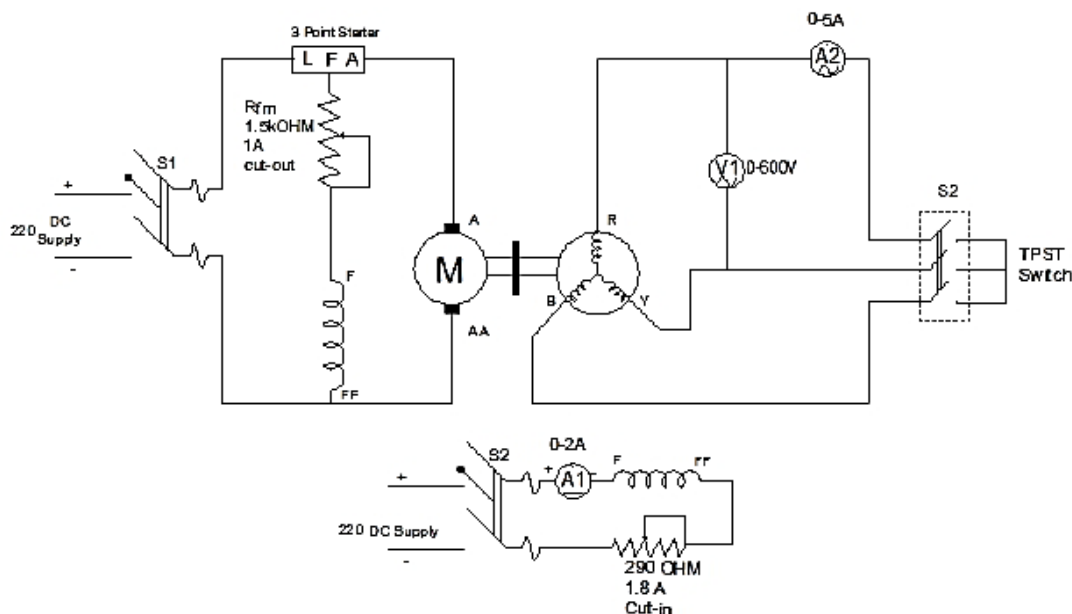 3 Point Starter
L F A
Rfm
1.5kOHM
1A
cut-out
S1
+
220 DC Supply
-
F
FF
A
M
AA
R
B
Y
0-5A
A2
V1
0-600V
S2
TPST
Switch
S2
+
220 DC Supply
-
0-2A
+
A1
-
F
FF
290 OHM
1.8 A
Cut-in